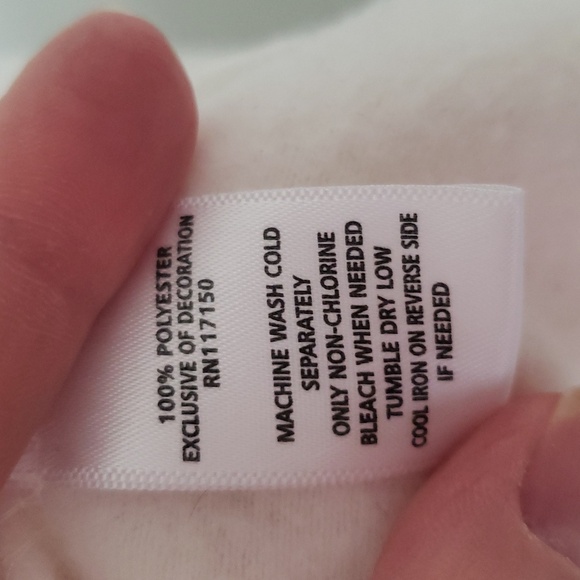 100% POLYESTER
EXCLUSIVE OF DECORATION
RN117150
MACHINE WASH COLD
SEPARATELY
ONLY NON-CHLORINE
BLEACH WHEN NEEDED
TUMBLE DRY LOW
COOL IRON ON REVERSE SIDE
IF NEEDED